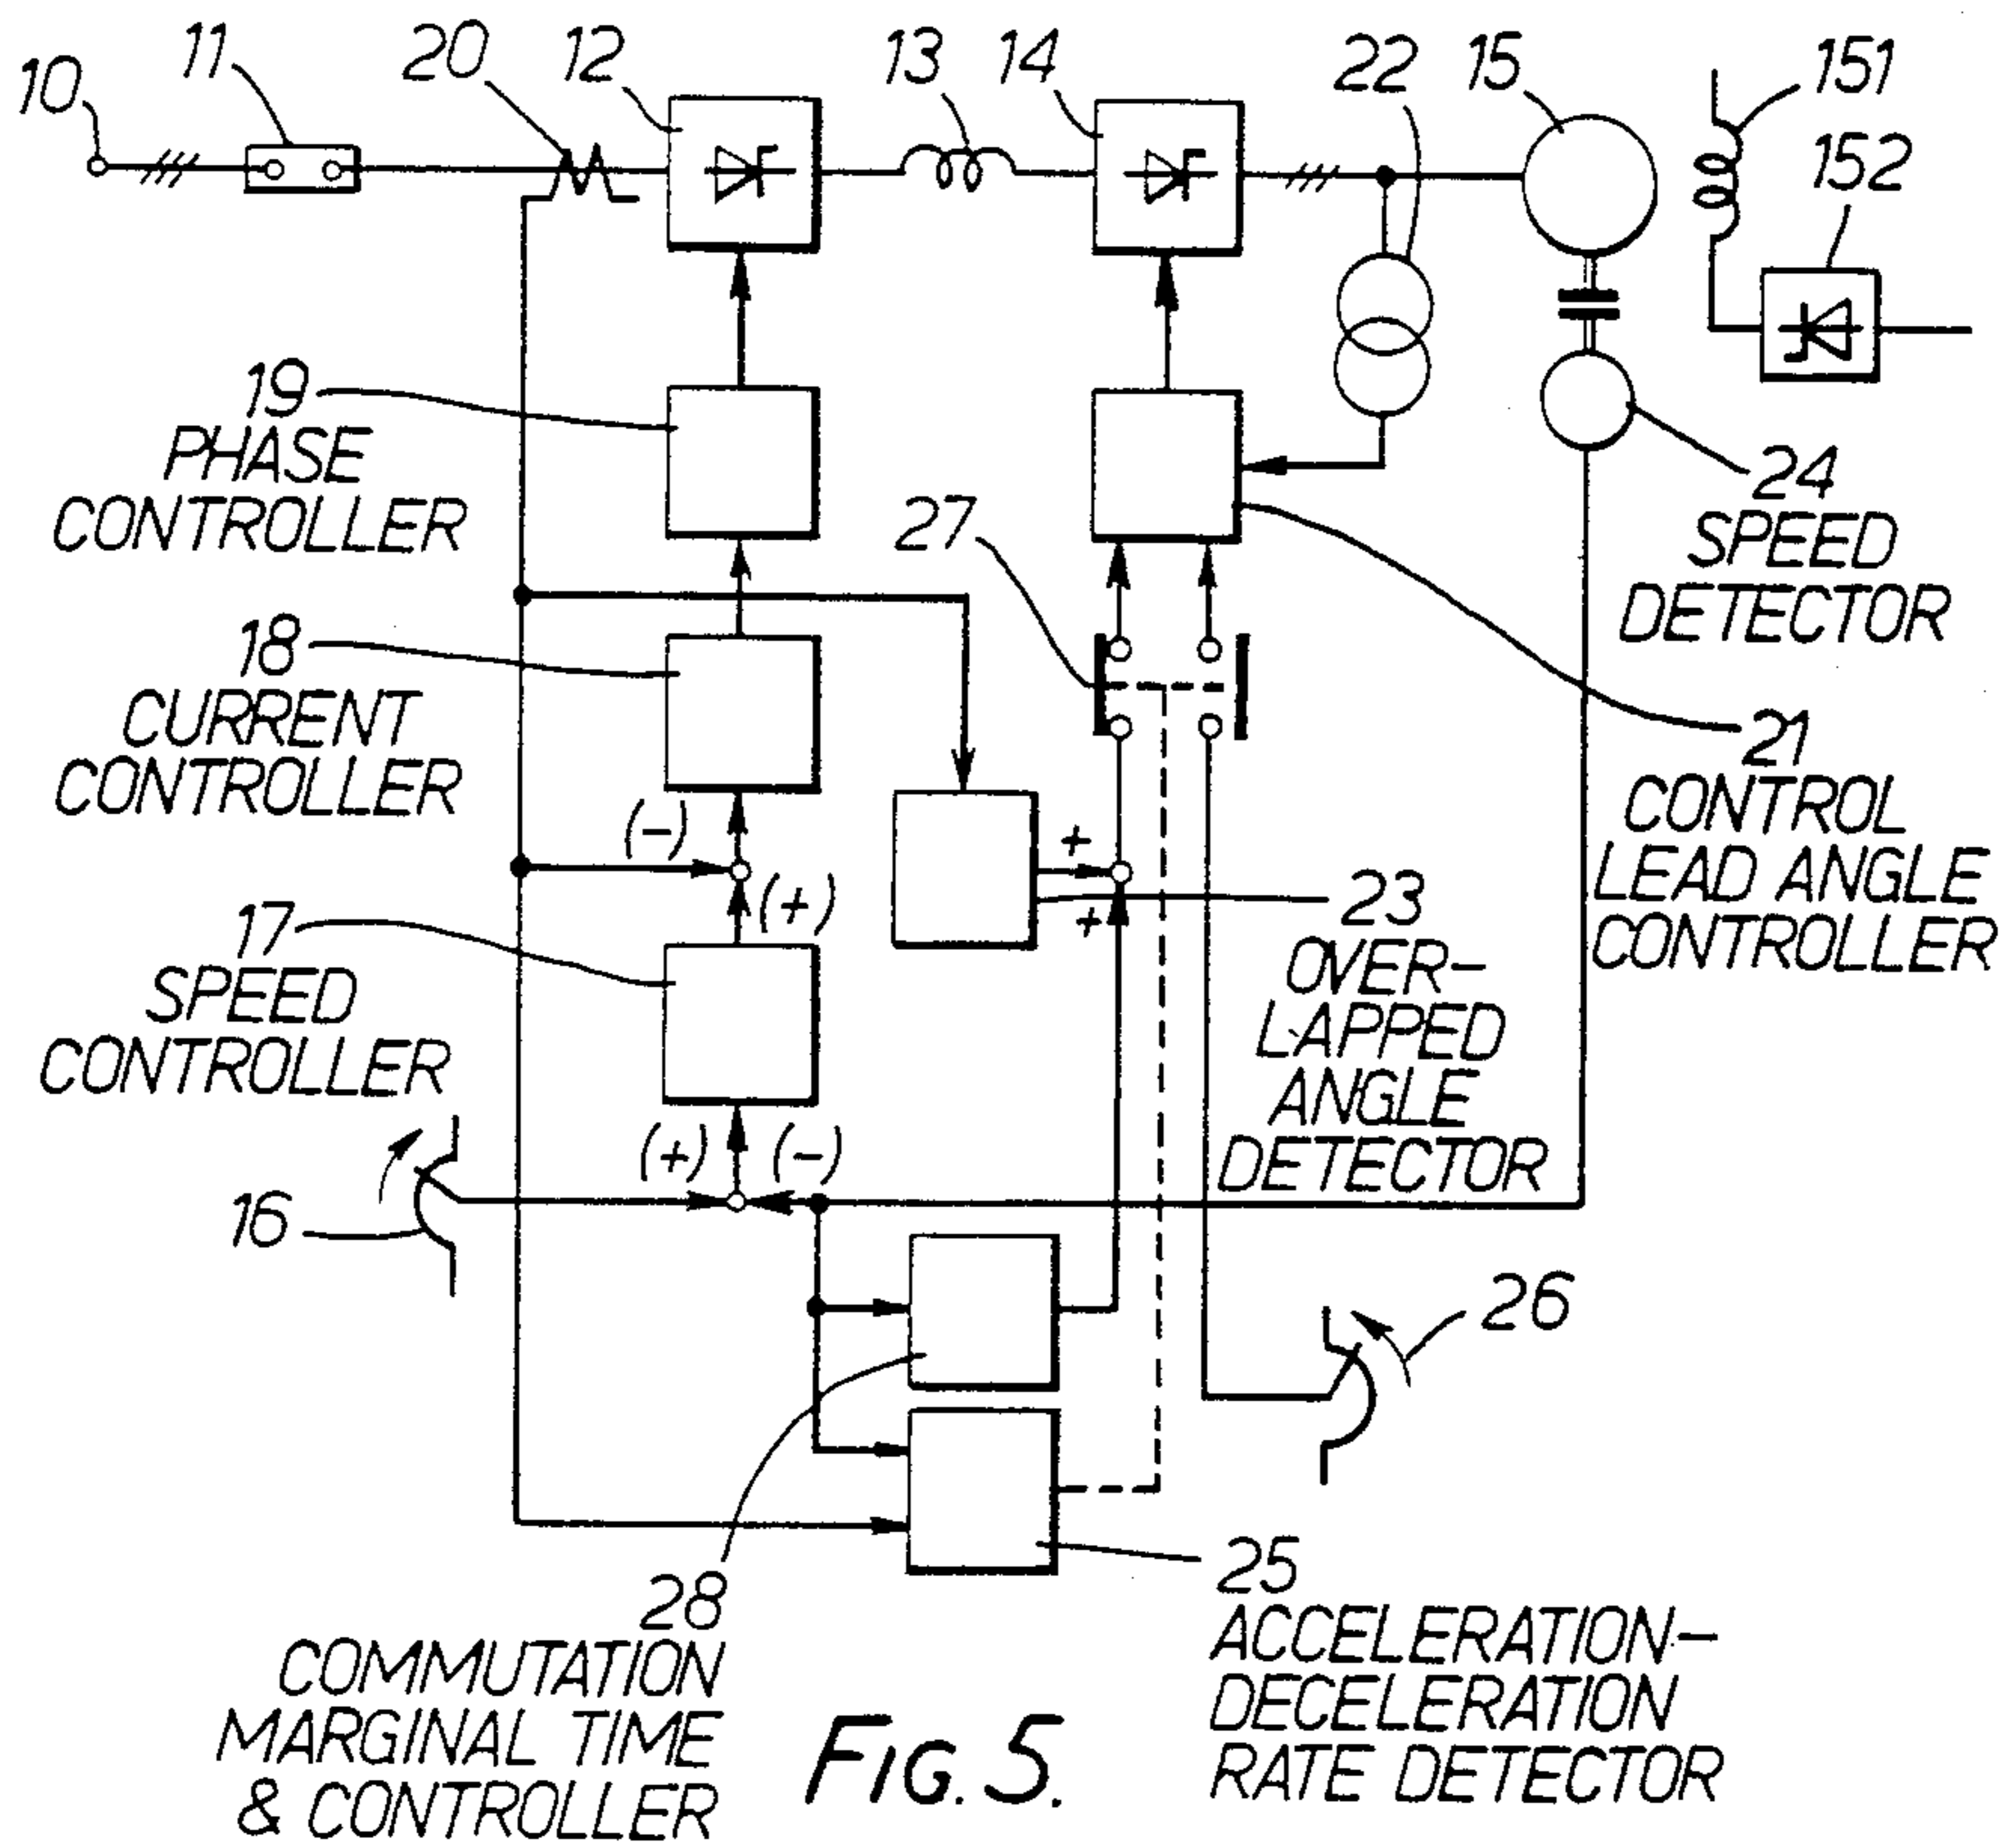 10
11
20
12
13
14
22
15
151
152
19
PHASE
CONTROLLER
27
24
SPEED
DETECTOR
18
CURRENT
CONTROLLER
(-)
(+)
21
CONTROL
LEAD ANGLE
CONTROLLER
+
+
23
OVER-
LAPPED
ANGLE
DETECTOR
17
SPEED
CONTROLLER
(+)
(-)
16
26
28
COMMUTATION
MARGINAL TIME
& CONTROLLER
25
ACCELERATION-
DECELERATION
RATE DETECTOR
FIG. 5.